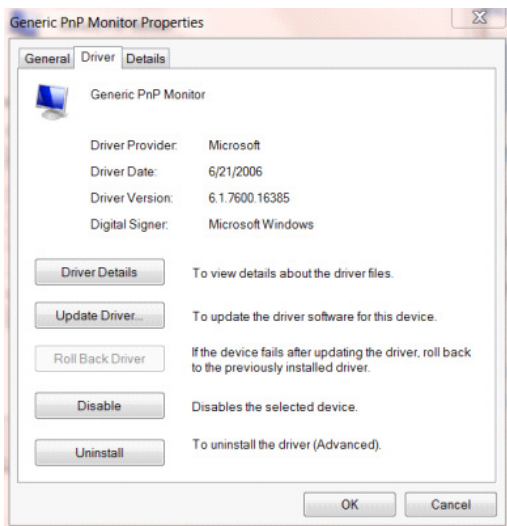 Generic PnP Monitor Properties
General Driver Details
Generic PnP Monitor
Driver Provider: Microsoft
Driver Date: 6/21/2006
Driver Version: 6.1.7600.16385
Digital Signer: Microsoft Windows
Driver Details To view details about the driver files.
Update Driver... To update the driver software for this device.
Roll Back Driver If the device fails after updating the driver, roll back
to the previously installed driver.
Disable Disables the selected device.
Uninstall To uninstall the driver (Advanced).
OK Cancel